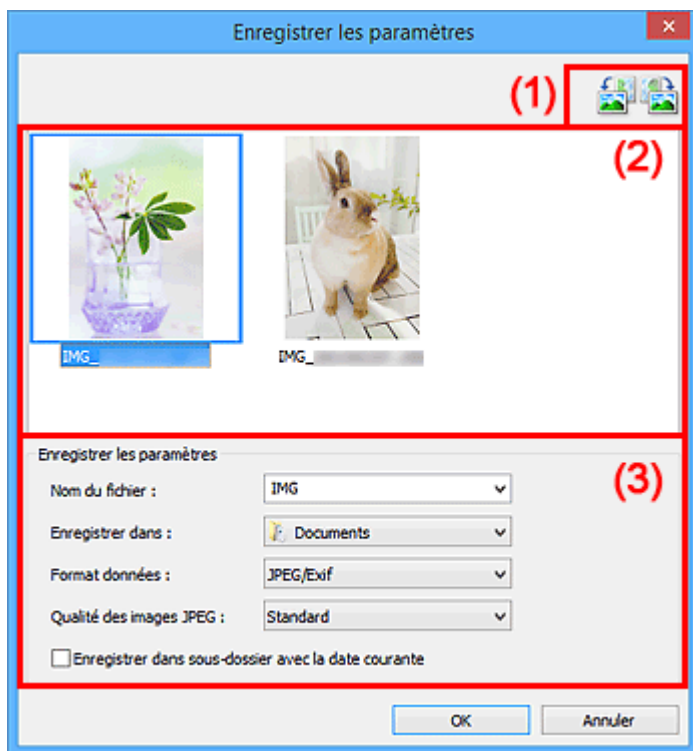 Enregistrer les paramètres
(1)
(2)
IMG_
IMG_
Enregistrer les paramètres
(3)
Nom du fichier :
IMG
Enregistrer dans :
Documents
Format données :
JPEG/Exif
Qualité des images JPEG :
Standard
Enregistrer dans sous-dossier avec la date courante
OK
Annuler